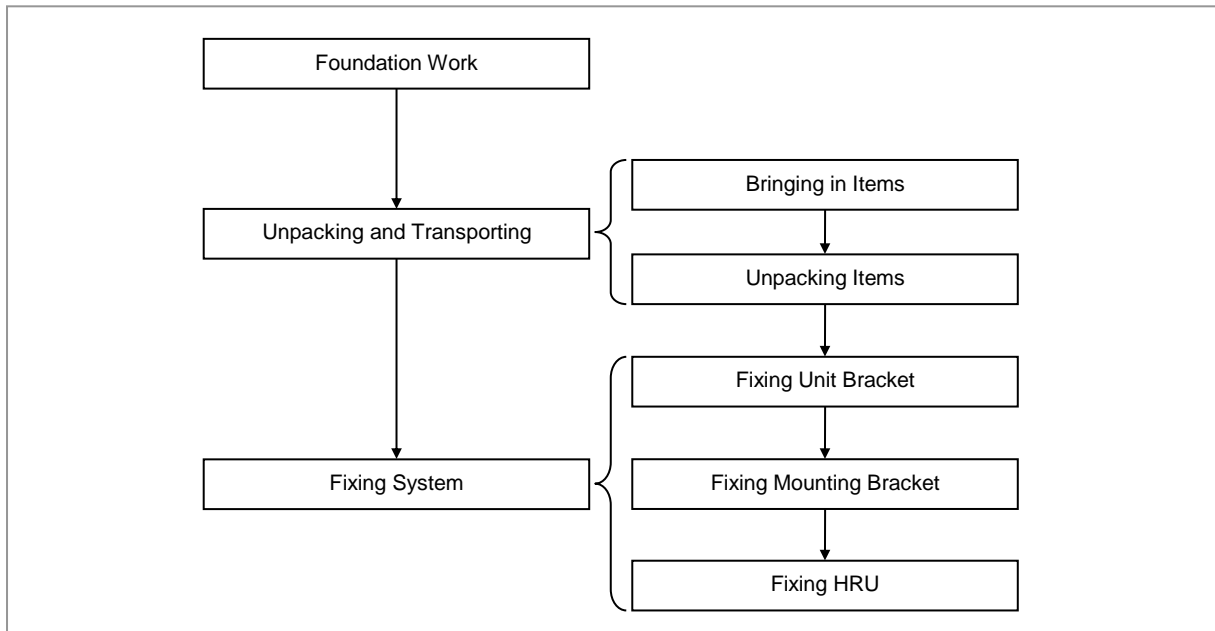 Foundation Work
Bringing in Items
Unpacking and Transporting
Unpacking Items
Fixing Unit Bracket
Fixing System
Fixing Mounting Bracket
Fixing HRU